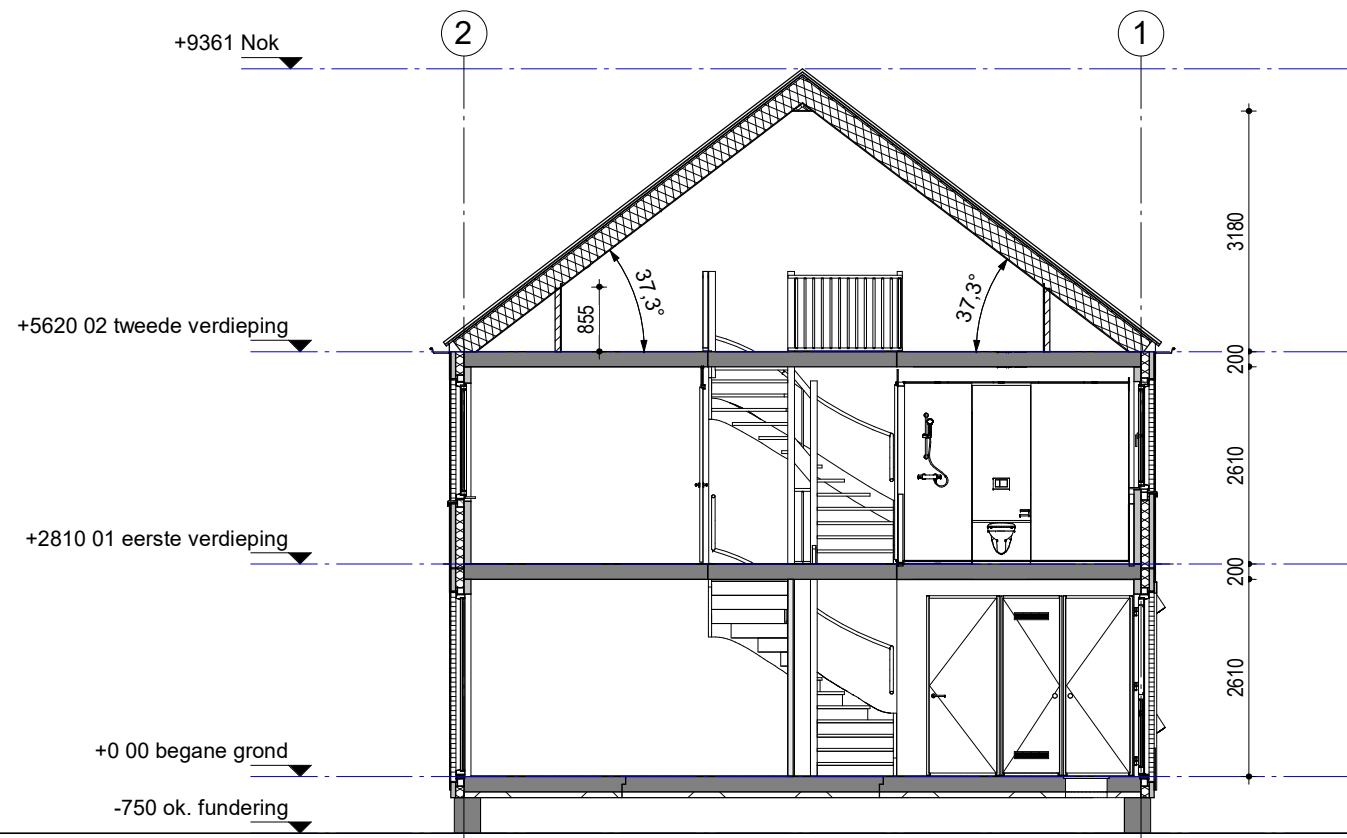 2
1
+9361 Nok
3180
37,3°
37,3°
855
+5620 02 tweede verdieping
200
2610
+2810 01 eerste verdieping
200
2610
+0 00 begane grond
-750 ok. fundering